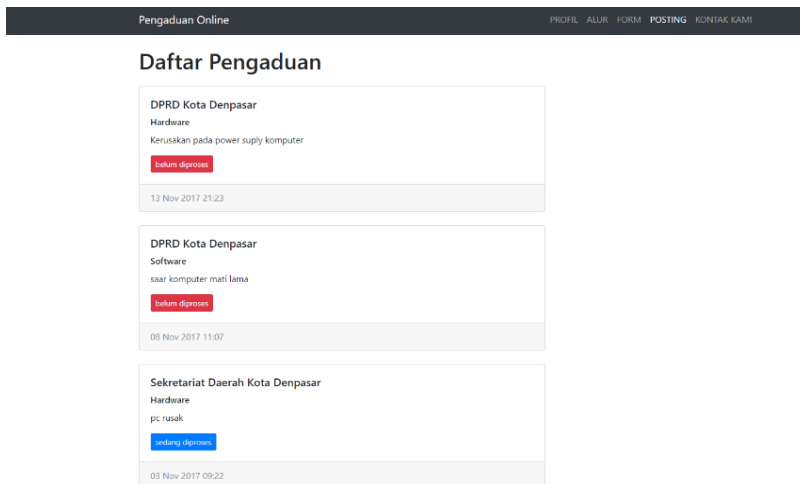 Pengaduan Online
PROFIL ALUR FORM POSTING KONTAK KAMI
Daftar Pengaduan
DPRD Kota Denpasar
Hardware
Kerusakan pada power suply komputer
belum diproses
13 Nov 2017 21:23
DPRD Kota Denpasar
Software
saar komputer mati lama
belum diproses
08 Nov 2017 11:07
Sekretariat Daerah Kota Denpasar
Hardware
pc rusak
sedang diproses
03 Nov 2017 09:22